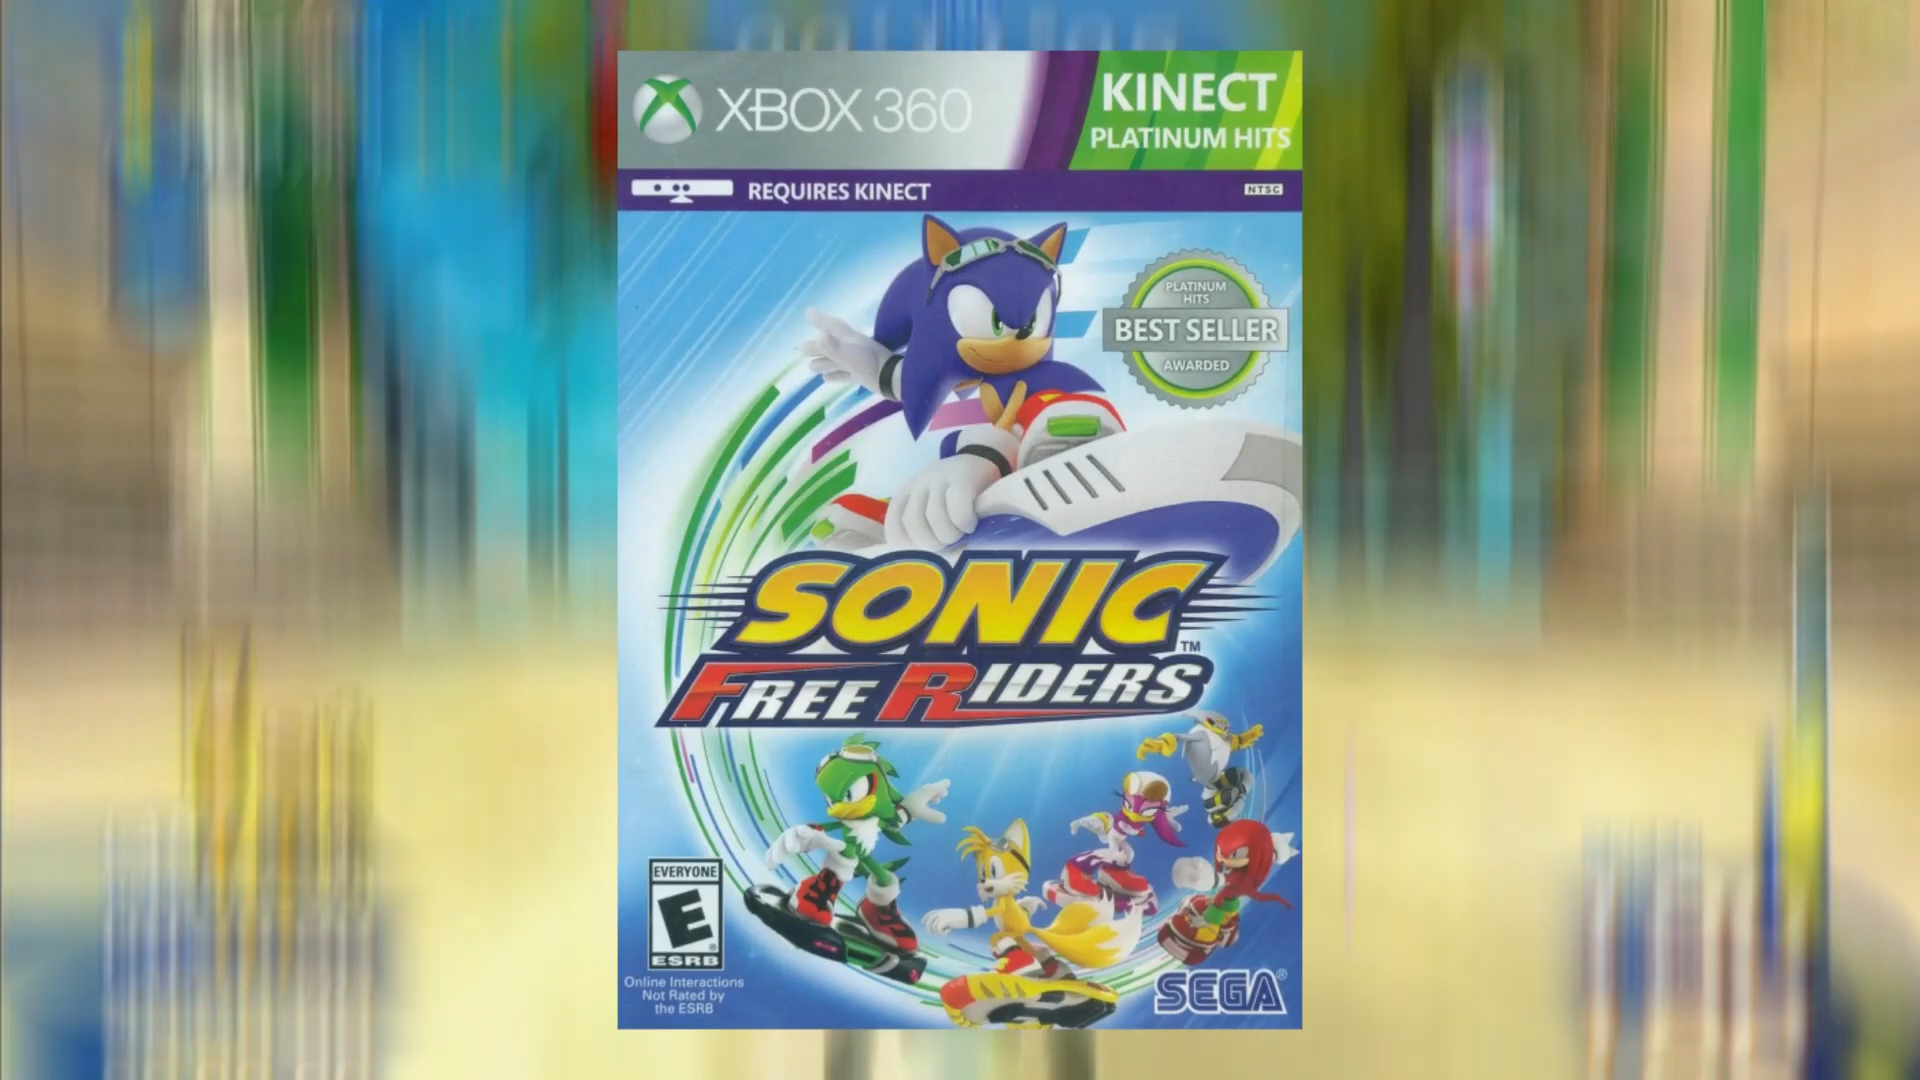 XBOX 360
KINECT
PLATINUM HITS
REQUIRES KINECT
NTSC
PLATINUM
HITS
BEST SELLER
AWARDED
SONIC
TM
FREE RIDERS
EVERYONE
E
®
ESRB
Online Interactions
Not Rated by
the ESRB
SEGA®